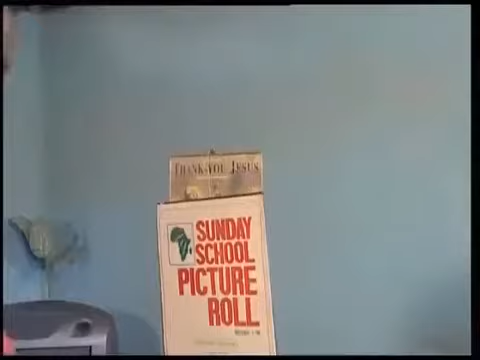 THANK YOU JESUS
SUNDAY
SCHOOL
PICTURE
ROLL